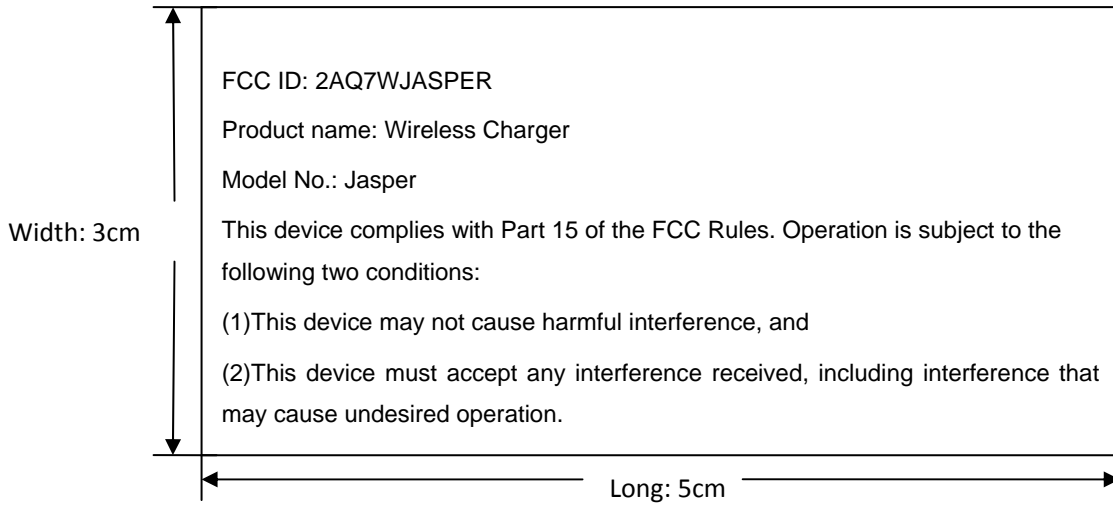 FCC ID: 2AQ7WJASPER
Product name: Wireless Charger
Model No.: Jasper
Width: 3cm
This device complies with Part 15 of the FCC Rules. Operation is subject to the
following two conditions:
(1)This device may not cause harmful interference, and
(2)This device must accept any interference received, including interference that
may cause undesired operation.
Long: 5cm